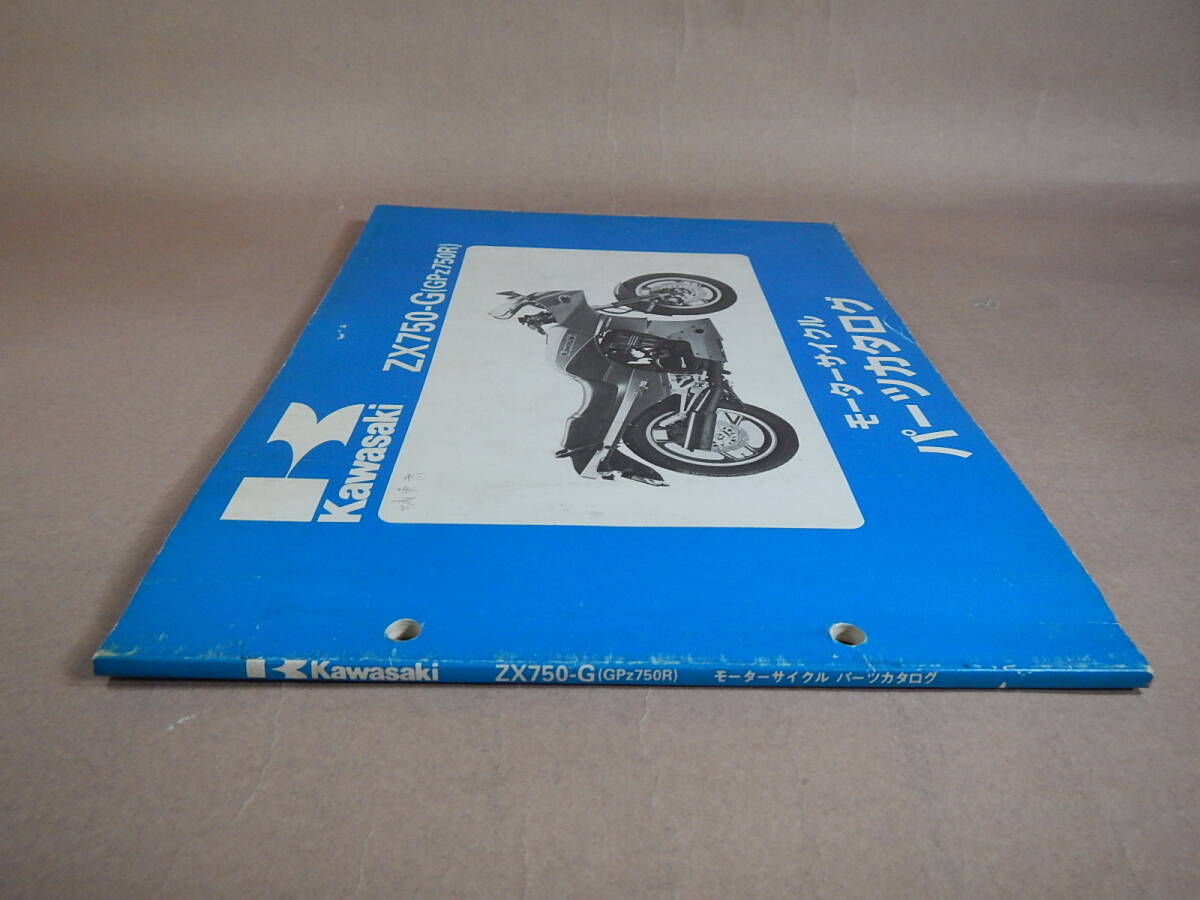 Kawasaki
ZX750-G(GPz750R)
モーターサイクル
パーツカタログ
Kawasaki ZX750-G(GPz750R) モーターサイクル パーツカタログ